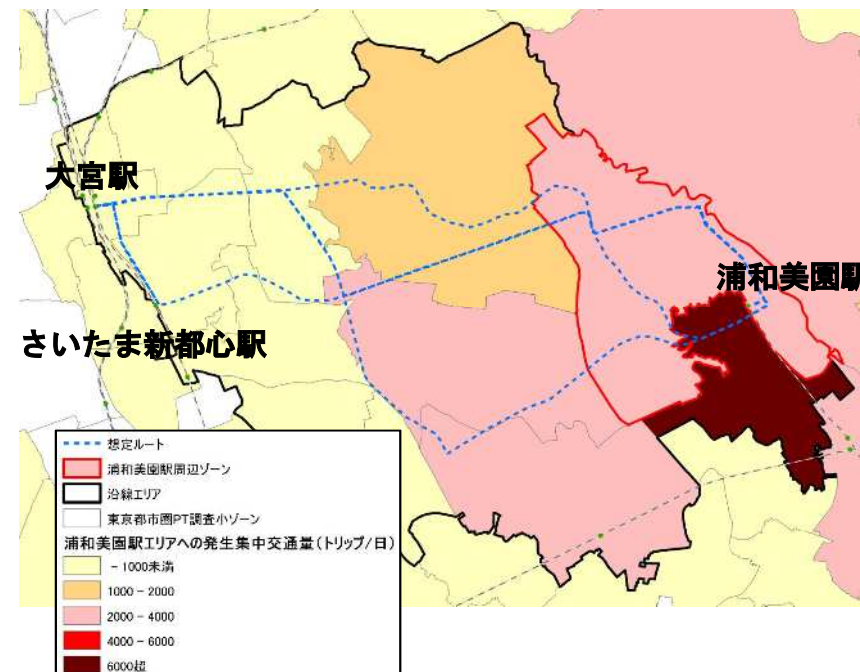 大宮駅
浦和美園駅
さいたま新都心駅
想定ルート
浦和美園駅周辺ゾーン
沿線エリア
東京都市圏PT調査小ゾーン
浦和美園駅エリアへの発生集中交通量(トリップ/日)
- 1000未満
1000 - 2000
2000 - 4000
4000 - 6000
6000超